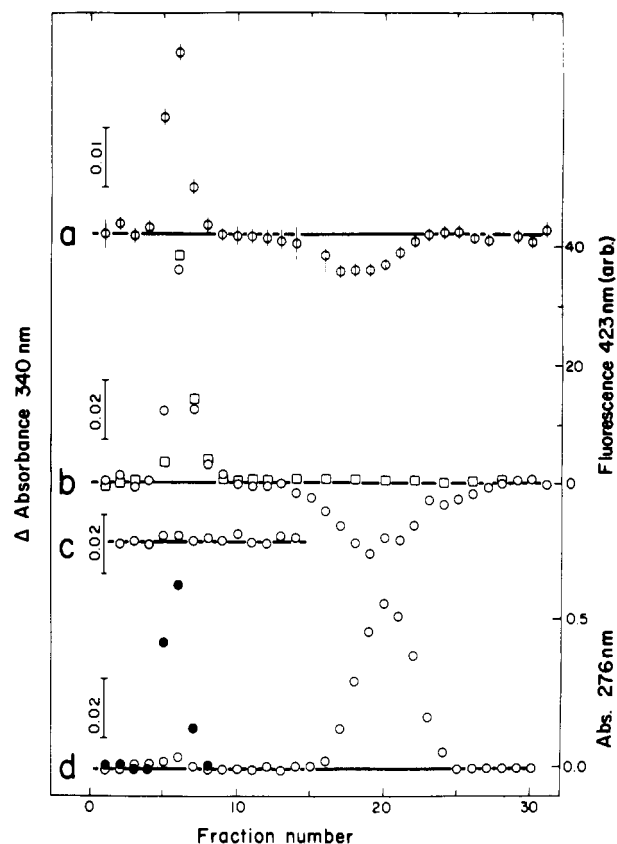 0.01
a
40
20
0.02
b
0
c
0.02
0.5
0.02
d
0.0
0 10 20 30
Fraction number
Δ Absorbance 340 nm
Fluorescence 423 nm (arb.)
Abs. 276 nm